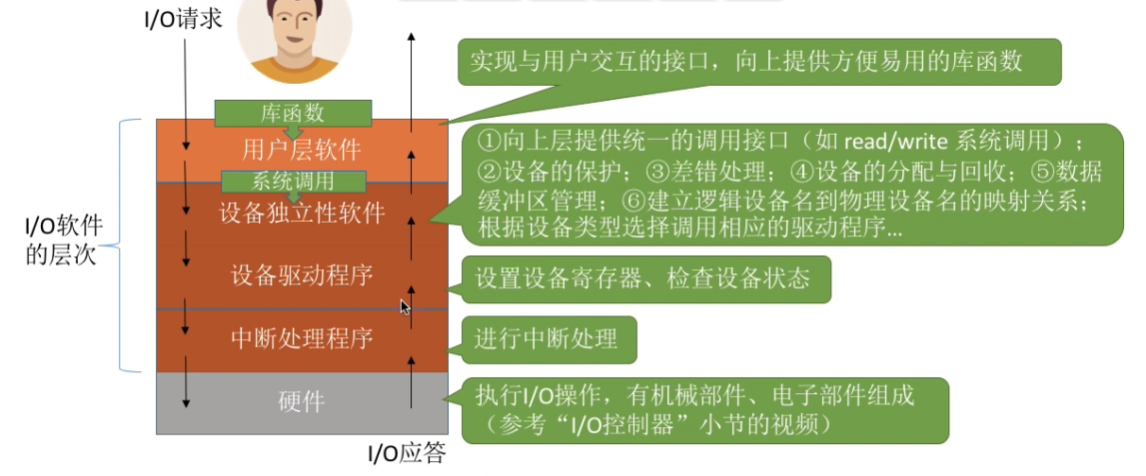 I/O请求
实现与用户交互的接口，向上提供方便易用的库函数
库函数
用户层软件
①向上层提供统一的调用接口（如 read/write 系统调用）；
②设备的保护；③差错处理；④设备的分配与回收；⑤数据
缓冲区管理；⑥建立逻辑设备名到物理设备名的映射关系；
根据设备类型选择调用相应的驱动程序...
系统调用
设备独立性软件
I/O软件
的层次
设备驱动程序
设置设备寄存器、检查设备状态
中断处理程序
进行中断处理
硬件
执行I/O操作，有机械部件、电子部件组成
（参考“I/O控制器”小节的视频）
I/O应答